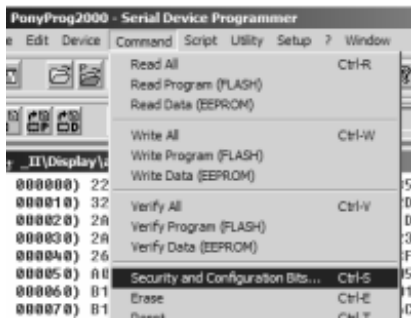 PonyProg2000 - Serial Device Programmer
e Edit Device Command Script Utility Setup ? Window
Read All Ctrl-R
Read Program (FLASH)
Read Data (EEPROM)
Write All Ctrl-W
Write Program (FLASH)
Write Data (EEPROM)
_II\Display\
000000) 22
000010) 32
Verify All Ctrl-V
000020) 2A
Verify Program (FLASH)
000030) 2A
Verify Data (EEPROM)
000040) 26
000050) A8
Security and Configuration Bits... Ctrl-S
000060) B1
Erase Ctrl-E
000070) B1
Reset Ctrl-T